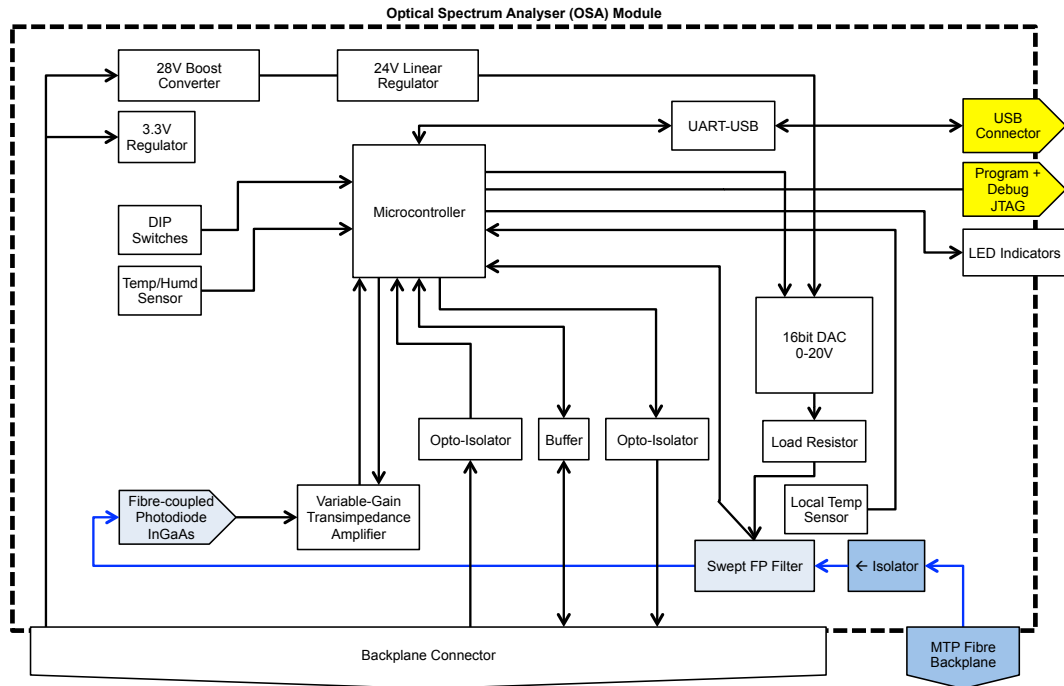 Optical Spectrum Analyser (OSA) Module
28V Boost
Converter
24V Linear
Regulator
3.3V
Regulator
UART-USB
USB
Connector
Program +
Debug
JTAG
Microcontroller
DIP
Switches
LED Indicators
Temp/Humd
Sensor
16bit DAC
0-20V
Opto-Isolator
Buffer
Opto-Isolator
Load Resistor
Fibre-coupled
Photodiode
InGaAs
Variable-Gain
Transimpedance
Amplifier
Local Temp
Sensor
Swept FP Filter
← Isolator
Backplane Connector
MTP Fibre
Backplane